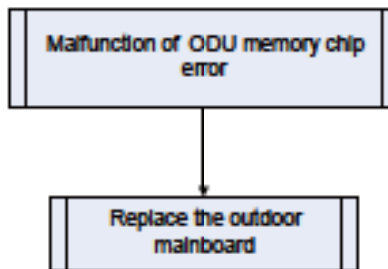 Malfunction of ODU memory chip
error
Replace the outdoor
mainboard